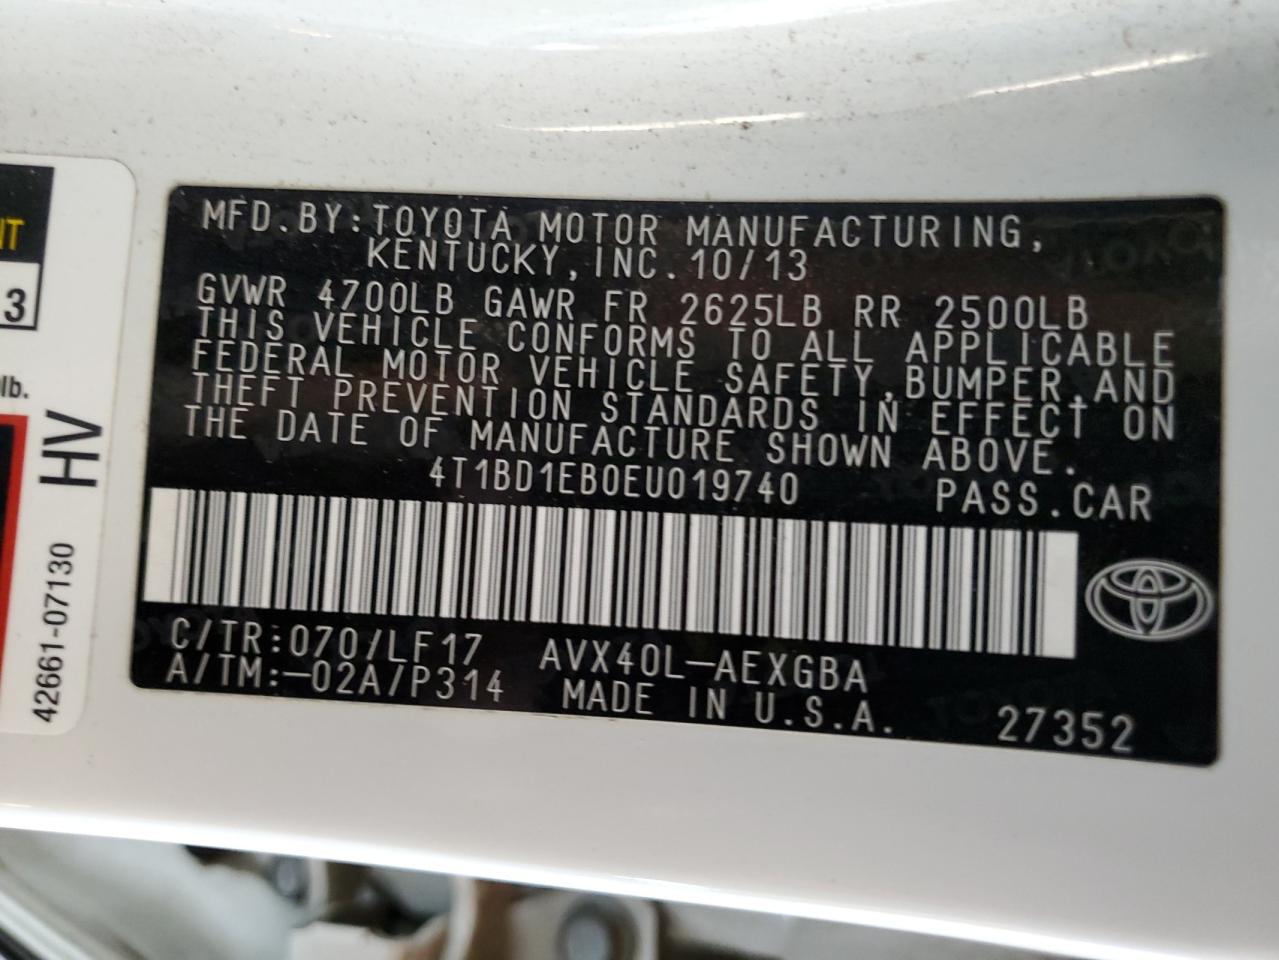 NT
3
lb.
HV
42661-07130
MFD.BY:TOYOTA MOTOR MANUFACTURING,
KENTUCKY,INC.10/13
GVWR 4700LB GAWR FR 2625LB RR 2500LB
THIS VEHICLE CONFORMS TO ALL APPLICABLE
FEDERAL MOTOR VEHICLE SAFETY,BUMPER,AND
THEFT PREVENTION STANDARDS IN EFFECT ON
THE DATE OF MANUFACTURE SHOWN ABOVE.
4T1BD1EB0EU019740 PASS.CAR
C/TR:070/LF17 AVX40L-AEXGBA
A/TM:-02A/P314 MADE IN U.S.A. 27352